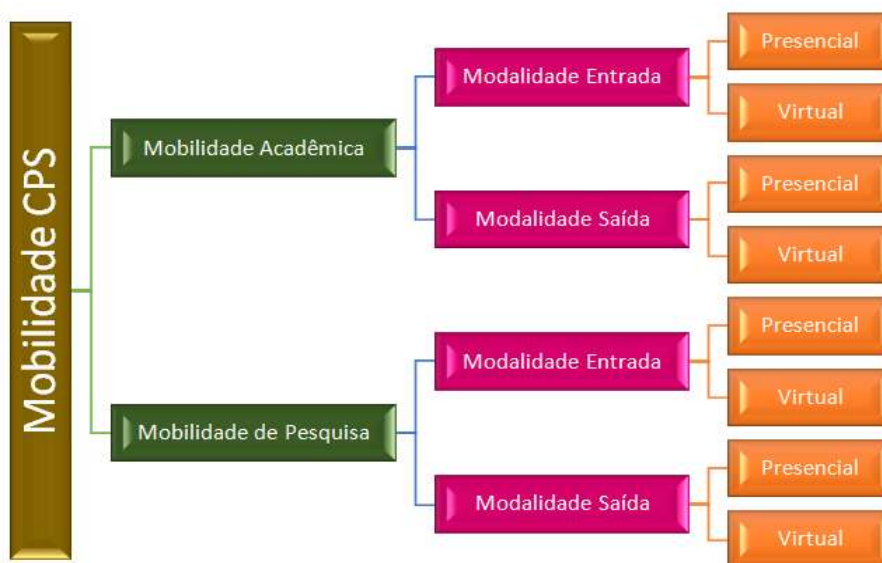 Mobilidade CPS
Mobilidade Acadêmica
Modalidade Entrada
Presencial
Virtual
Modalidade Saída
Presencial
Virtual
Mobilidade de Pesquisa
Modalidade Entrada
Presencial
Virtual
Modalidade Saída
Presencial
Virtual